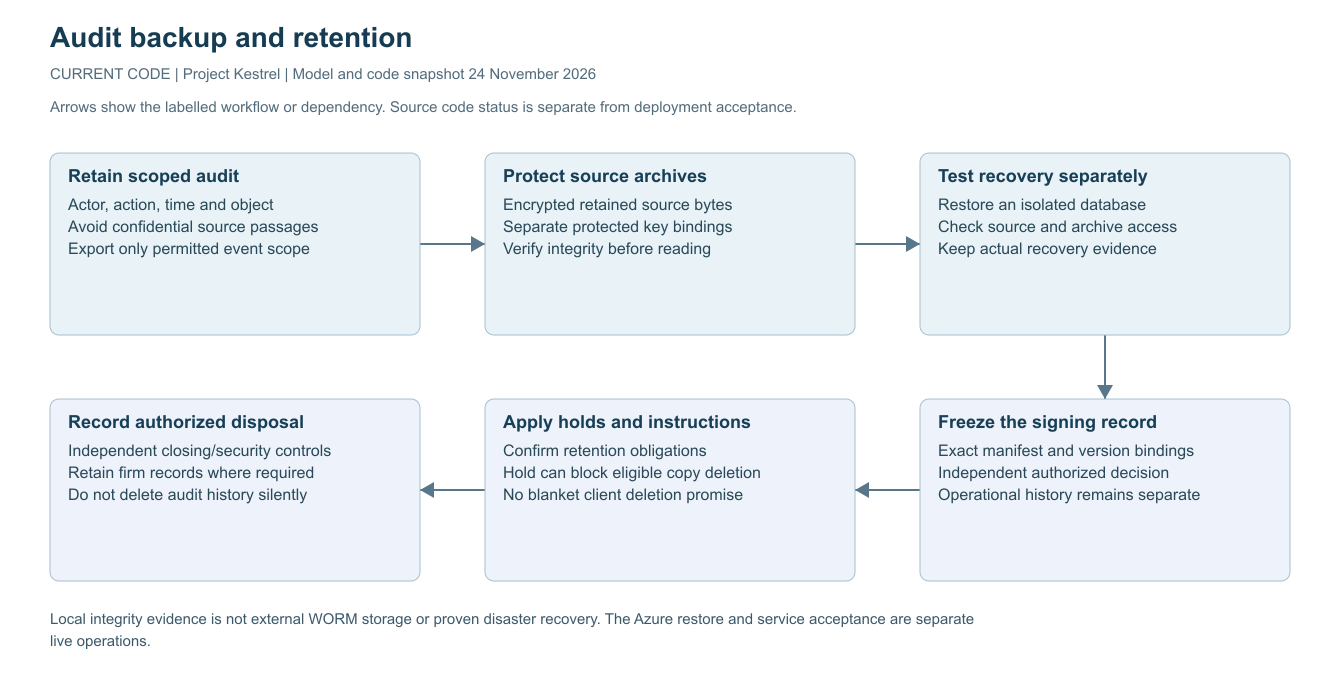 Audit backup and retention
CURRENT CODE | Project Kestrel | Model and code snapshot 24 November 2026
Arrows show the labelled workflow or dependency. Source code status is separate from deployment acceptance.
Retain scoped audit
Actor, action, time and object
Avoid confidential source passages
Export only permitted event scope
Protect source archives
Encrypted retained source bytes
Separate protected key bindings
Verify integrity before reading
Test recovery separately
Restore an isolated database
Check source and archive access
Keep actual recovery evidence
Freeze the signing record
Exact manifest and version bindings
Independent authorized decision
Operational history remains separate
Apply holds and instructions
Confirm retention obligations
Hold can block eligible copy deletion
No blanket client deletion promise
Record authorized disposal
Independent closing/security controls
Retain firm records where required
Do not delete audit history silently
Local integrity evidence is not external WORM storage or proven disaster recovery. The Azure restore and service acceptance are separate
live operations.